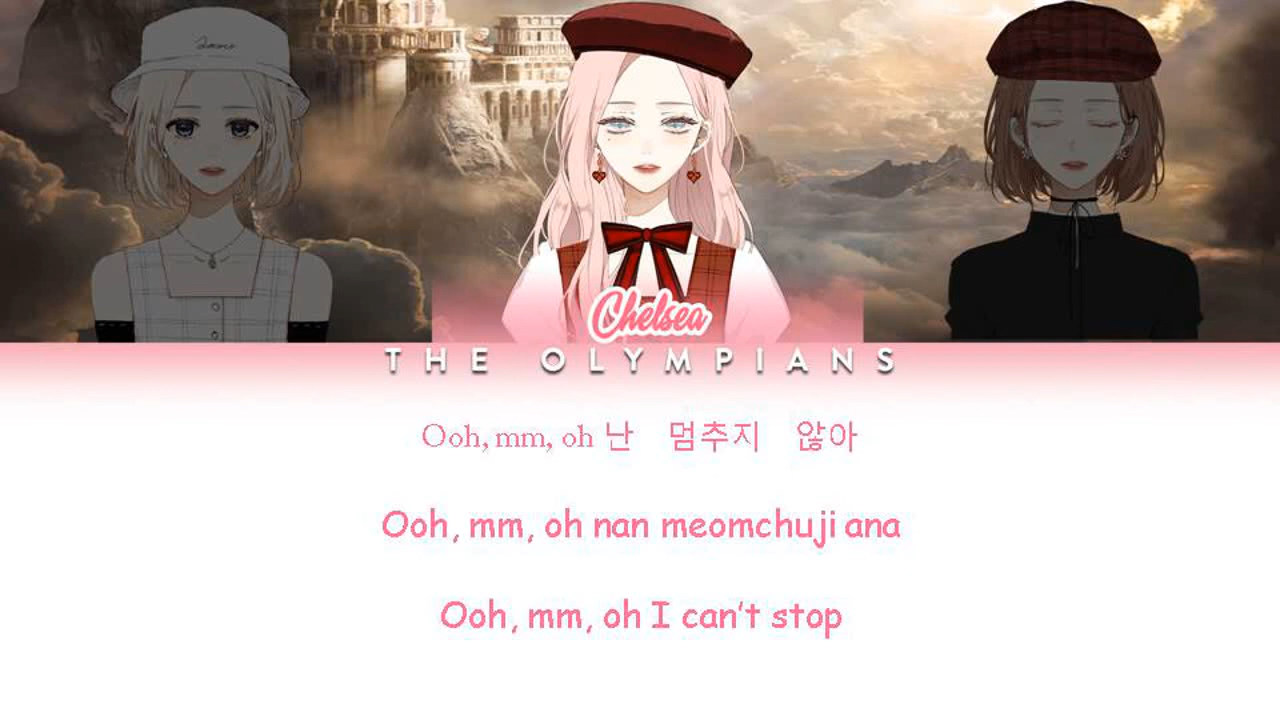 Chelsea
THE OLYMPIANS
Ooh, mm, oh 난 멈추지 않아
Ooh, mm, oh nan meomchuji ana
Ooh, mm, oh I can't stop